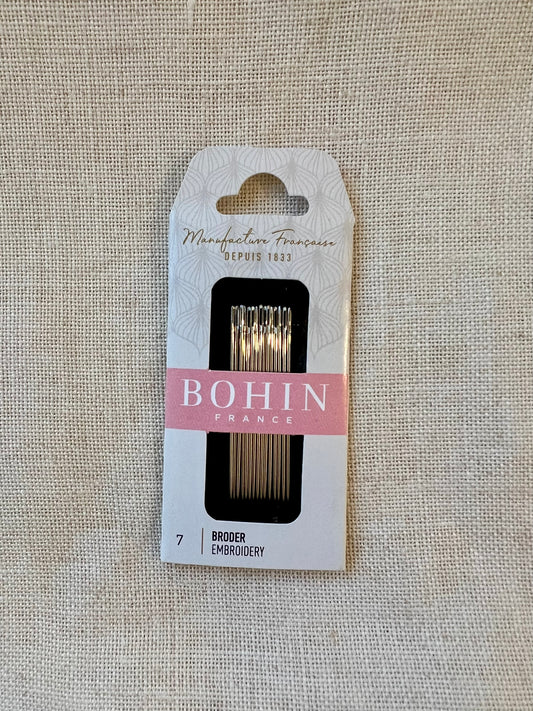 Manufacture Française
DEPUIS 1833
BOHIN
FRANCE
7 | BRODER
EMBROIDERY